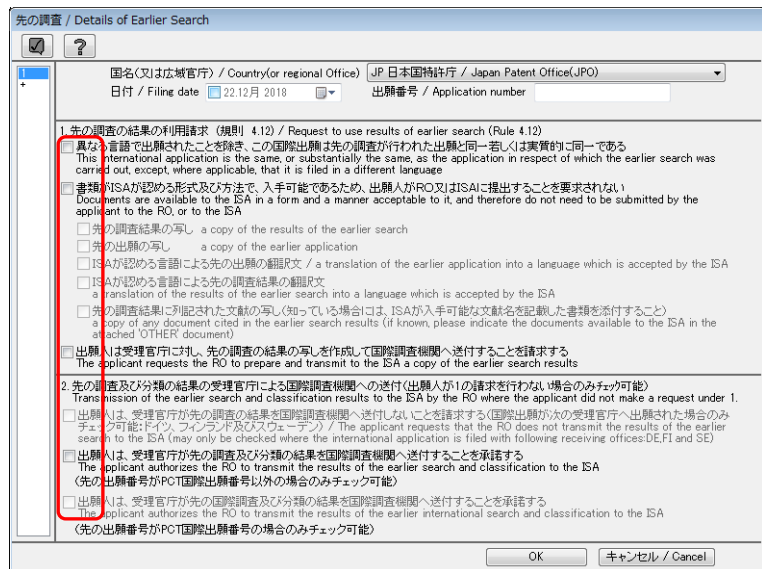 先の調査 / Details of Earlier Search
1
+
国名(又は広域官庁) / Country(or regional Office) JP 日本国特許庁 / Japan Patent Office(JPO)
日付 / Filing date 22.12月 2018 出願番号 / Application number
1. 先の調査の結果の利用請求 (規則 4.12) / Request to use results of earlier search (Rule 4.12)
異なる言語で出願されたことを除き、この国際出願は先の調査が行われた出願と同一若しくは実質的に同一である
This international application is the same, or substantially the same, as the application in respect of which the earlier search was
carried out, except, where applicable, that it is filed in a different language
書類がISAが認める形式及び方法で、入手可能であるため、出願人がRO又はISAに提出することを要求されない
Documents are available to the ISA in a form and a manner acceptable to it, and therefore do not need to be submitted by the
applicant to the RO, or to the ISA
先の調査結果の写し a copy of the results of the earlier search
先の出願の写し a copy of the earlier application
ISAが認める言語による先の出願の翻訳文 / a translation of the earlier application into a language which is accepted by the ISA
ISAが認める言語による先の調査結果の翻訳文
a translation of the results of the earlier search into a language which is accepted by the ISA
先の調査結果に列記された文献の写し(知っている場合には、ISAが入手可能な文献名を記載した書類を添付すること)
a copy of any document cited in the earlier search results (if known, please indicate the documents available to the ISA in the
attached 'OTHER' document)
出願人は受理官庁に対し、先の調査の結果の写しを作成して国際調査機関へ送付することを請求する
The applicant requests the RO to prepare and transmit to the ISA a copy of the earlier search results
2. 先の調査及び分類の結果の受理官庁による国際調査機関への送付(出願人が1の請求を行わない場合のみチェック可能)
Transmission of the earlier search and classification results to the ISA by the RO where the applicant did not make a request under 1.
出願人は、受理官庁が先の調査の結果を国際調査機関へ送付しないことを請求する(国際出願が次の受理官庁へ出願された場合のみ
チェック可能:ドイツ、フィンランド及びスウェーデン) / The applicant requests that the RO does not transmit the results of the earlier
search to the ISA (may only be checked where the international application is filed with following receiving offices:DE,FI and SE)
出願人は、受理官庁が先の調査及び分類の結果を国際調査機関へ送付することを承諾する
The applicant authorizes the RO to transmit the results of the earlier search and classification to the ISA
(先の出願番号がPCT国際出願番号以外の場合のみチェック可能)
出願人は、受理官庁が先の国際調査及び分類の結果を国際調査機関へ送付することを承諾する
The applicant authorizes the RO to transmit the results of the earlier international search and classification to the ISA
(先の出願番号がPCT国際出願番号の場合のみチェック可能)
OK キャンセル / Cancel